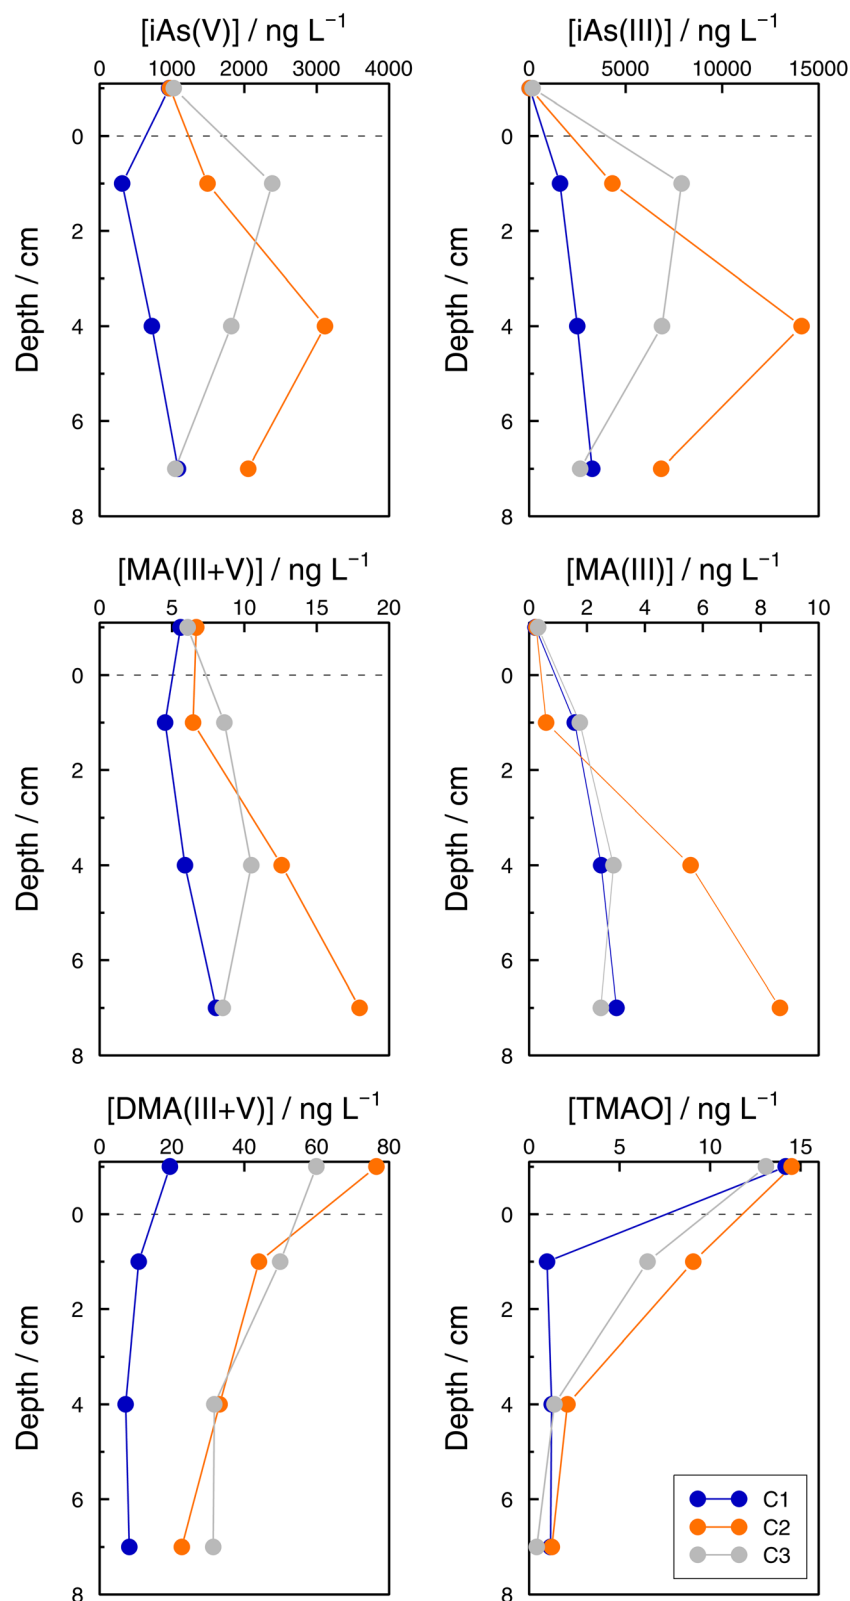 [iAs(V)] / ng L⁻¹
0 1000 2000 3000 4000
0
2
4
6
8
Depth / cm
[iAs(III)] / ng L⁻¹
0 5000 10000 15000
0
2
4
6
8
Depth / cm
[MA(III+V)] / ng L⁻¹
0 5 10 15 20
0
2
4
6
8
Depth / cm
[MA(III)] / ng L⁻¹
0 2 4 6 8 10
0
2
4
6
8
Depth / cm
[DMA(III+V)] / ng L⁻¹
0 20 40 60 80
0
2
4
6
8
Depth / cm
[TMAO] / ng L⁻¹
0 5 10 15
0
2
4
6
8
Depth / cm
C1
C2
C3